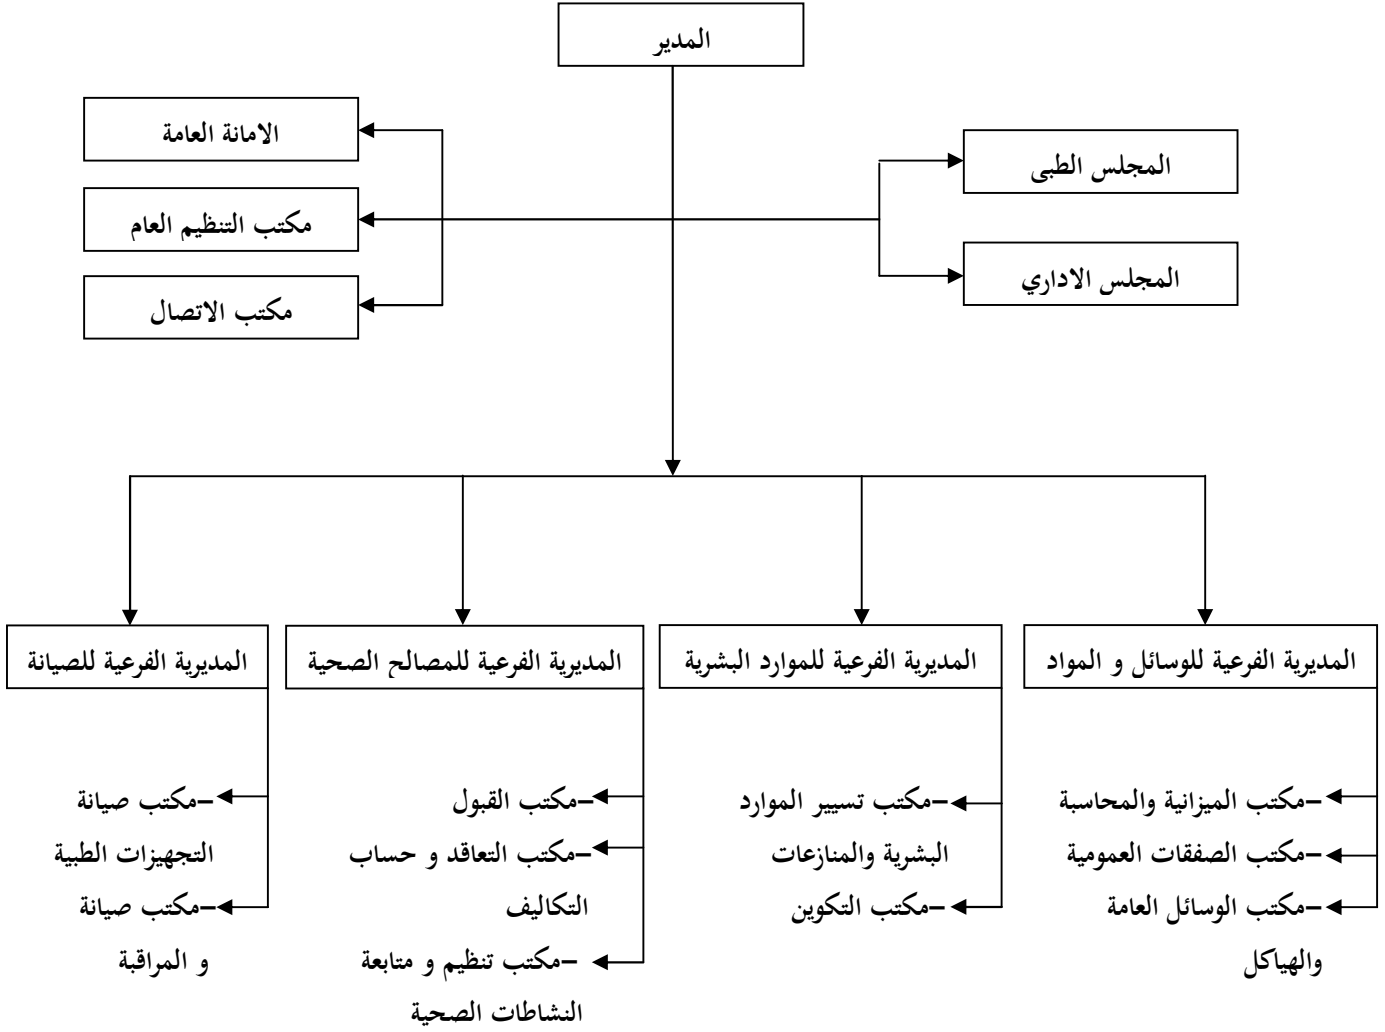 المدير
المجلس الطبى
المجلس الاداري
الامانة العامة
مكتب التنظيم العام
مكتب الاتصال
المديرية الفرعية للوسائل و المواد
–مكتب الميزانية والمحاسبة
–مكتب الصفقات العمومية
–مكتب الوسائل العامة
والهياكل
المديرية الفرعية للموارد البشرية
–مكتب تسيير الموارد
البشرية والمنازعات
–مكتب التكوين
المديرية الفرعية للمصالح الصحية
–مكتب القبول
–مكتب التعاقد و حساب
التكاليف
–مكتب تنظيم و متابعة
النشاطات الصحية
المديرية الفرعية للصيانة
–مكتب صيانة
التجهيزات الطبية
–مكتب صيانة
و المراقبة